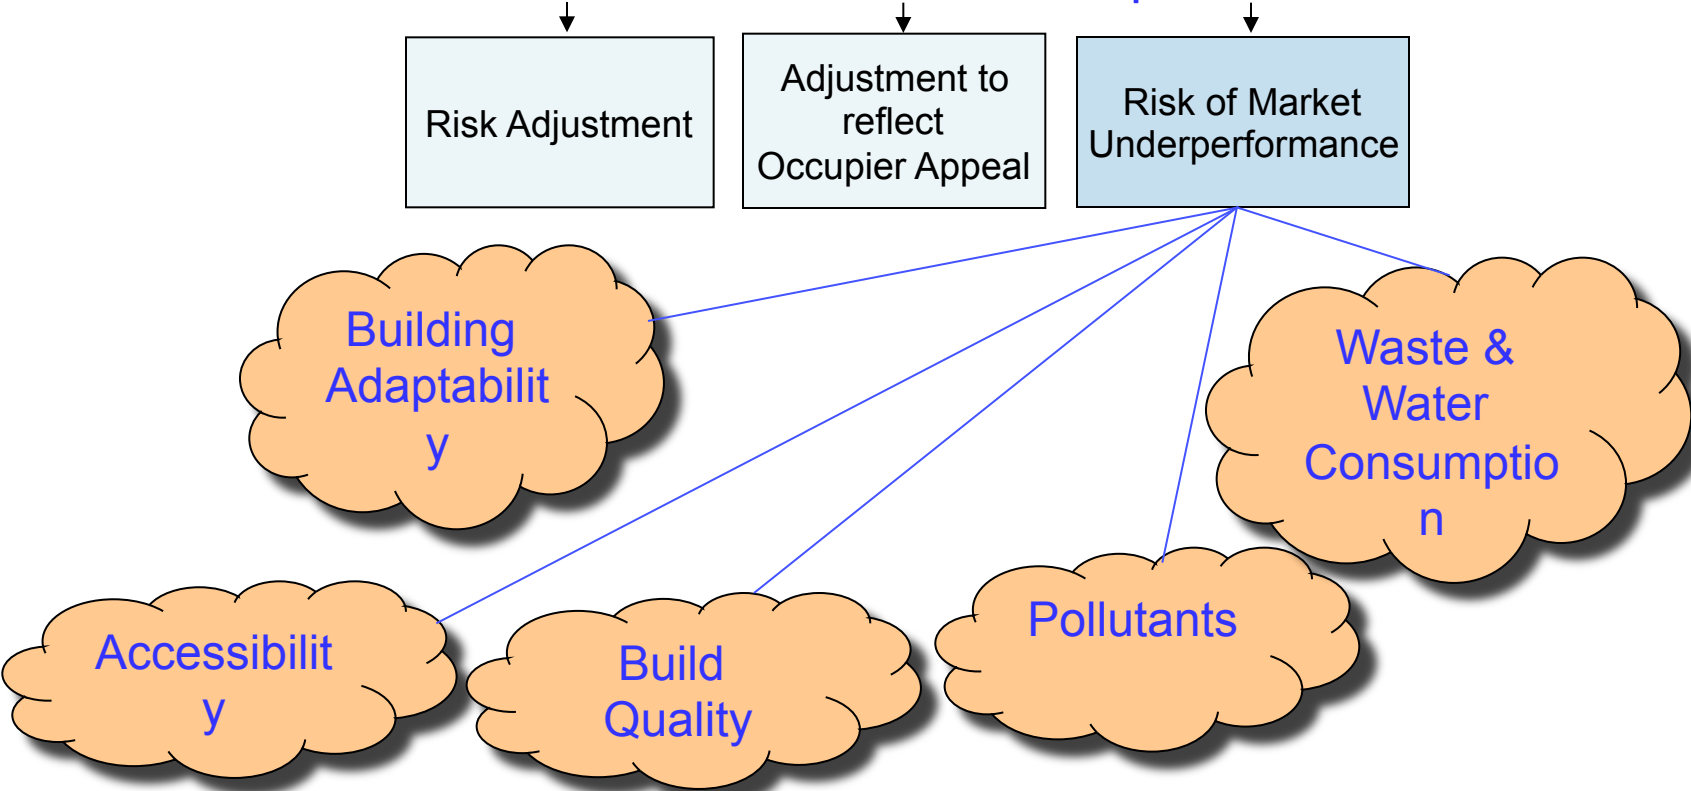 Risk Adjustment
Adjustment to
reflect
Occupier Appeal
Risk of Market
Underperformance
Building
Adaptabilit
y
Waste &
Water
Consumptio
n
Accessibilit
y
Build
Quality
Pollutants